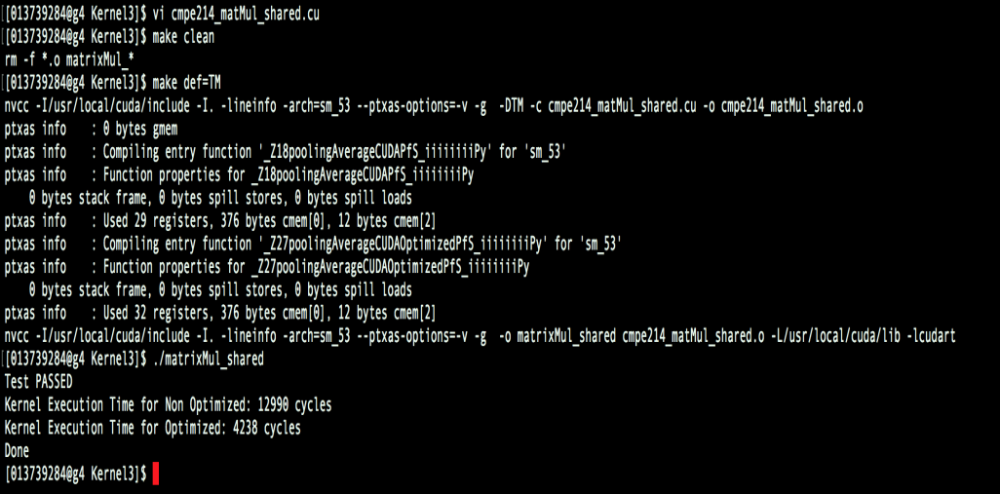 [[013739284@g4 Kernel3]$ vi cmpe214_matMul_shared.cu
[[013739284@g4 Kernel3]$ make clean
rm -f *.o matrixMul_*
[[013739284@g4 Kernel3]$ make def=TM
nvcc -I/usr/local/cuda/include -I. -lineinfo -arch=sm_53 --ptxas-options=-v -g  -DTM -c cmpe214_matMul_shared.cu -o cmpe214_matMul_shared.o
ptxas info    : 0 bytes gmem
ptxas info    : Compiling entry function '_Z18poolingAverageCUDAPfS_iiiiiiiPy' for 'sm_53'
ptxas info    : Function properties for _Z18poolingAverageCUDAPfS_iiiiiiiPy
    0 bytes stack frame, 0 bytes spill stores, 0 bytes spill loads
ptxas info    : Used 29 registers, 376 bytes cmem[0], 12 bytes cmem[2]
ptxas info    : Compiling entry function '_Z27poolingAverageCUDAOptimizedPfS_iiiiiiiPy' for 'sm_53'
ptxas info    : Function properties for _Z27poolingAverageCUDAOptimizedPfS_iiiiiiiPy
    0 bytes stack frame, 0 bytes spill stores, 0 bytes spill loads
ptxas info    : Used 32 registers, 376 bytes cmem[0], 12 bytes cmem[2]
nvcc -I/usr/local/cuda/include -I. -lineinfo -arch=sm_53 --ptxas-options=-v -g  -o matrixMul_shared cmpe214_matMul_shared.o -L/usr/local/cuda/lib -lcudart
[[013739284@g4 Kernel3]$ ./matrixMul_shared
Test PASSED
Kernel Execution Time for Non Optimized: 12990 cycles
Kernel Execution Time for Optimized: 4238 cycles
Done
[013739284@g4 Kernel3]$